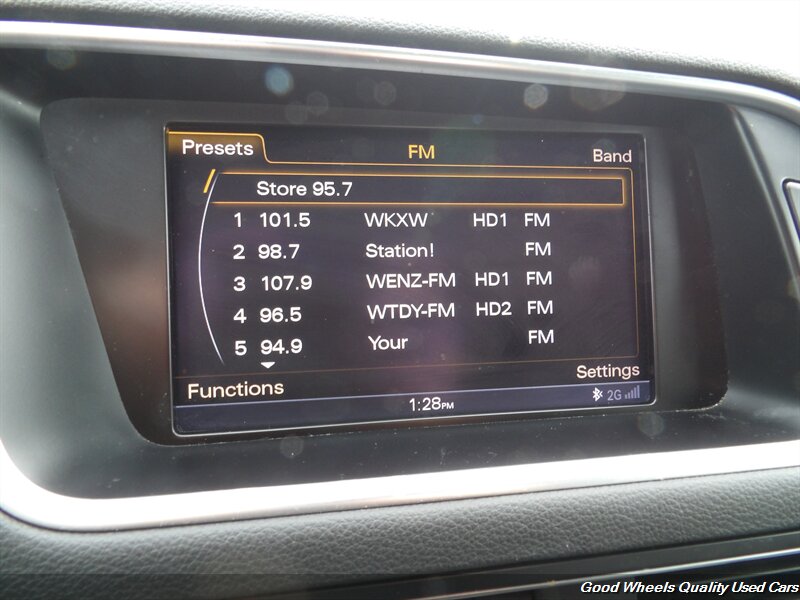 Presets FM Band
Store 95.7
1 101.5 WKXW HD1 FM
2 98.7 Station! FM
3 107.9 WENZ-FM HD1 FM
4 96.5 WTDY-FM HD2 FM
5 94.9 Your FM
Functions Settings
1:28PM 2G
Good Wheels Quality Used Cars